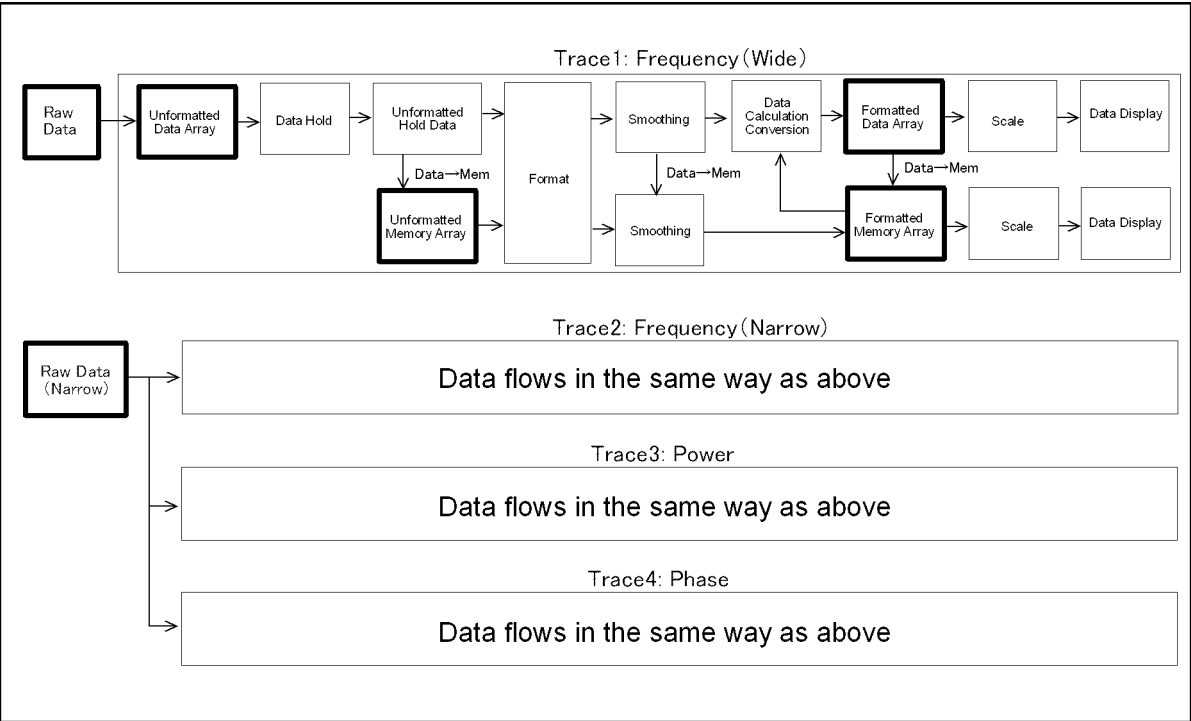 Trace1: Frequency(Wide)
Raw
Data
Unformatted
Data Array
Data Hold
Unformatted
Hold Data
Format
Smoothing
Data
Calculation
Conversion
Formatted
Data Array
Scale
Data Display
Data→Mem
Data→Mem
Data→Mem
Unformatted
Memory Array
Smoothing
Formatted
Memory Array
Scale
Data Display
Trace2: Frequency(Narrow)
Raw Data
(Narrow)
Data flows in the same way as above
Trace3: Power
Data flows in the same way as above
Trace4: Phase
Data flows in the same way as above